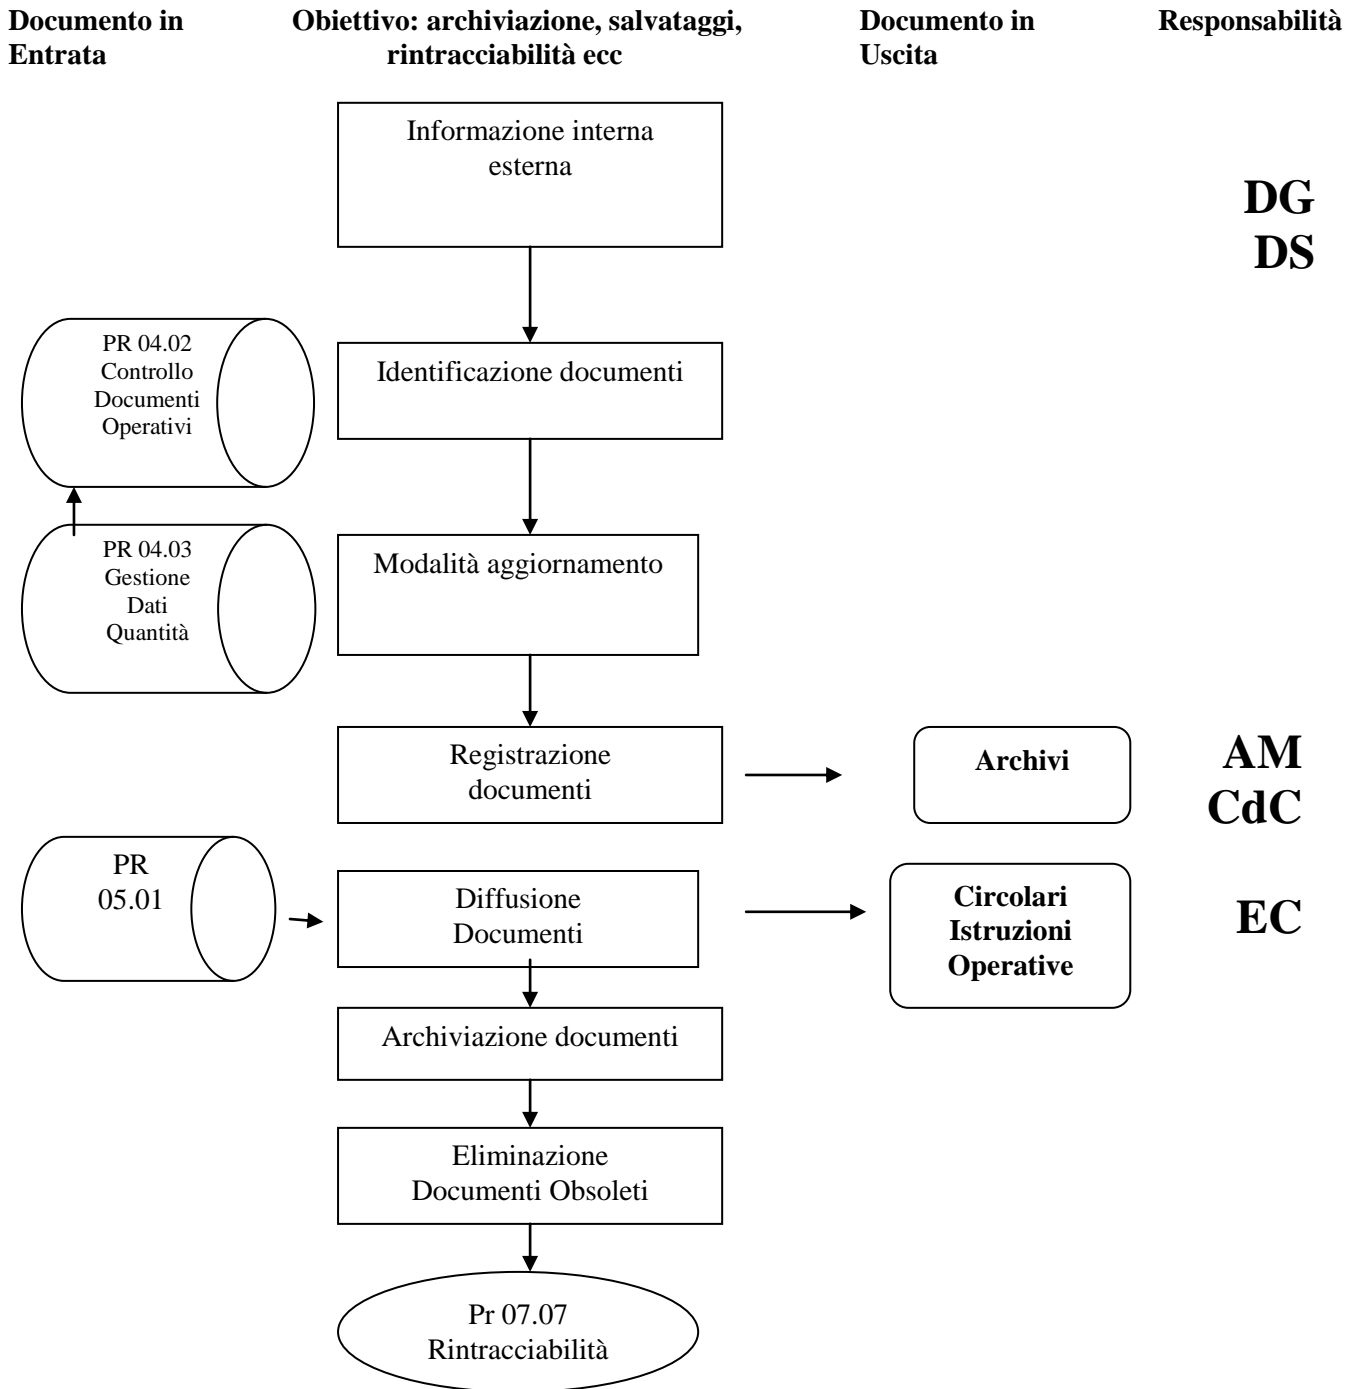 Documento in
Entrata
Obiettivo: archiviazione, salvataggi,
rintracciabilità ecc
Documento in
Uscita
Responsabilità
Informazione interna
esterna
DG
DS
PR 04.02
Controllo
Documenti
Operativi
Identificazione documenti
PR 04.03
Gestione
Dati
Quantità
Modalità aggiornamento
Registrazione
documenti
Archivi
AM
CdC
PR
05.01
Diffusione
Documenti
Circolari
Istruzioni
Operative
EC
Archiviazione documenti
Eliminazione
Documenti Obsoleti
Pr 07.07
Rintracciabilità